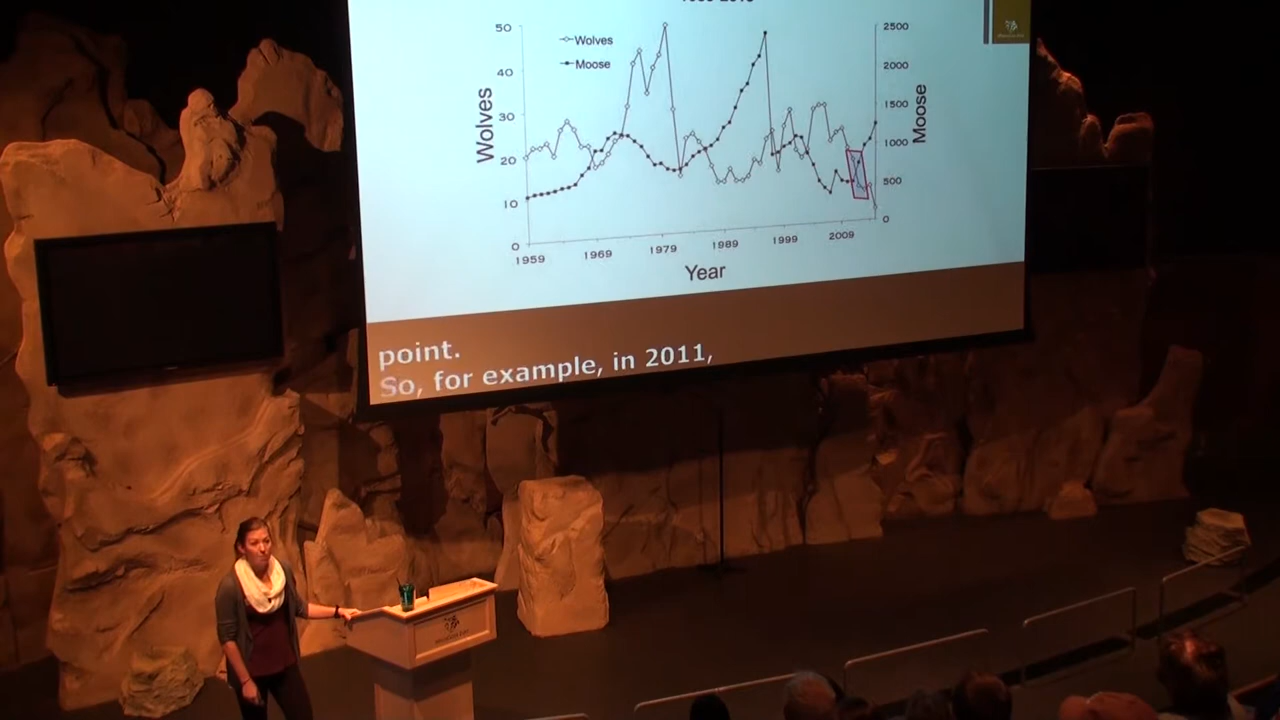 50
40
30
20
10
0
Wolves
Wolves
Moose
2500
2000
1500
1000
500
0
Moose
1959
1969
1979
1989
1999
2009
Year
point.
So, for example, in 2011,